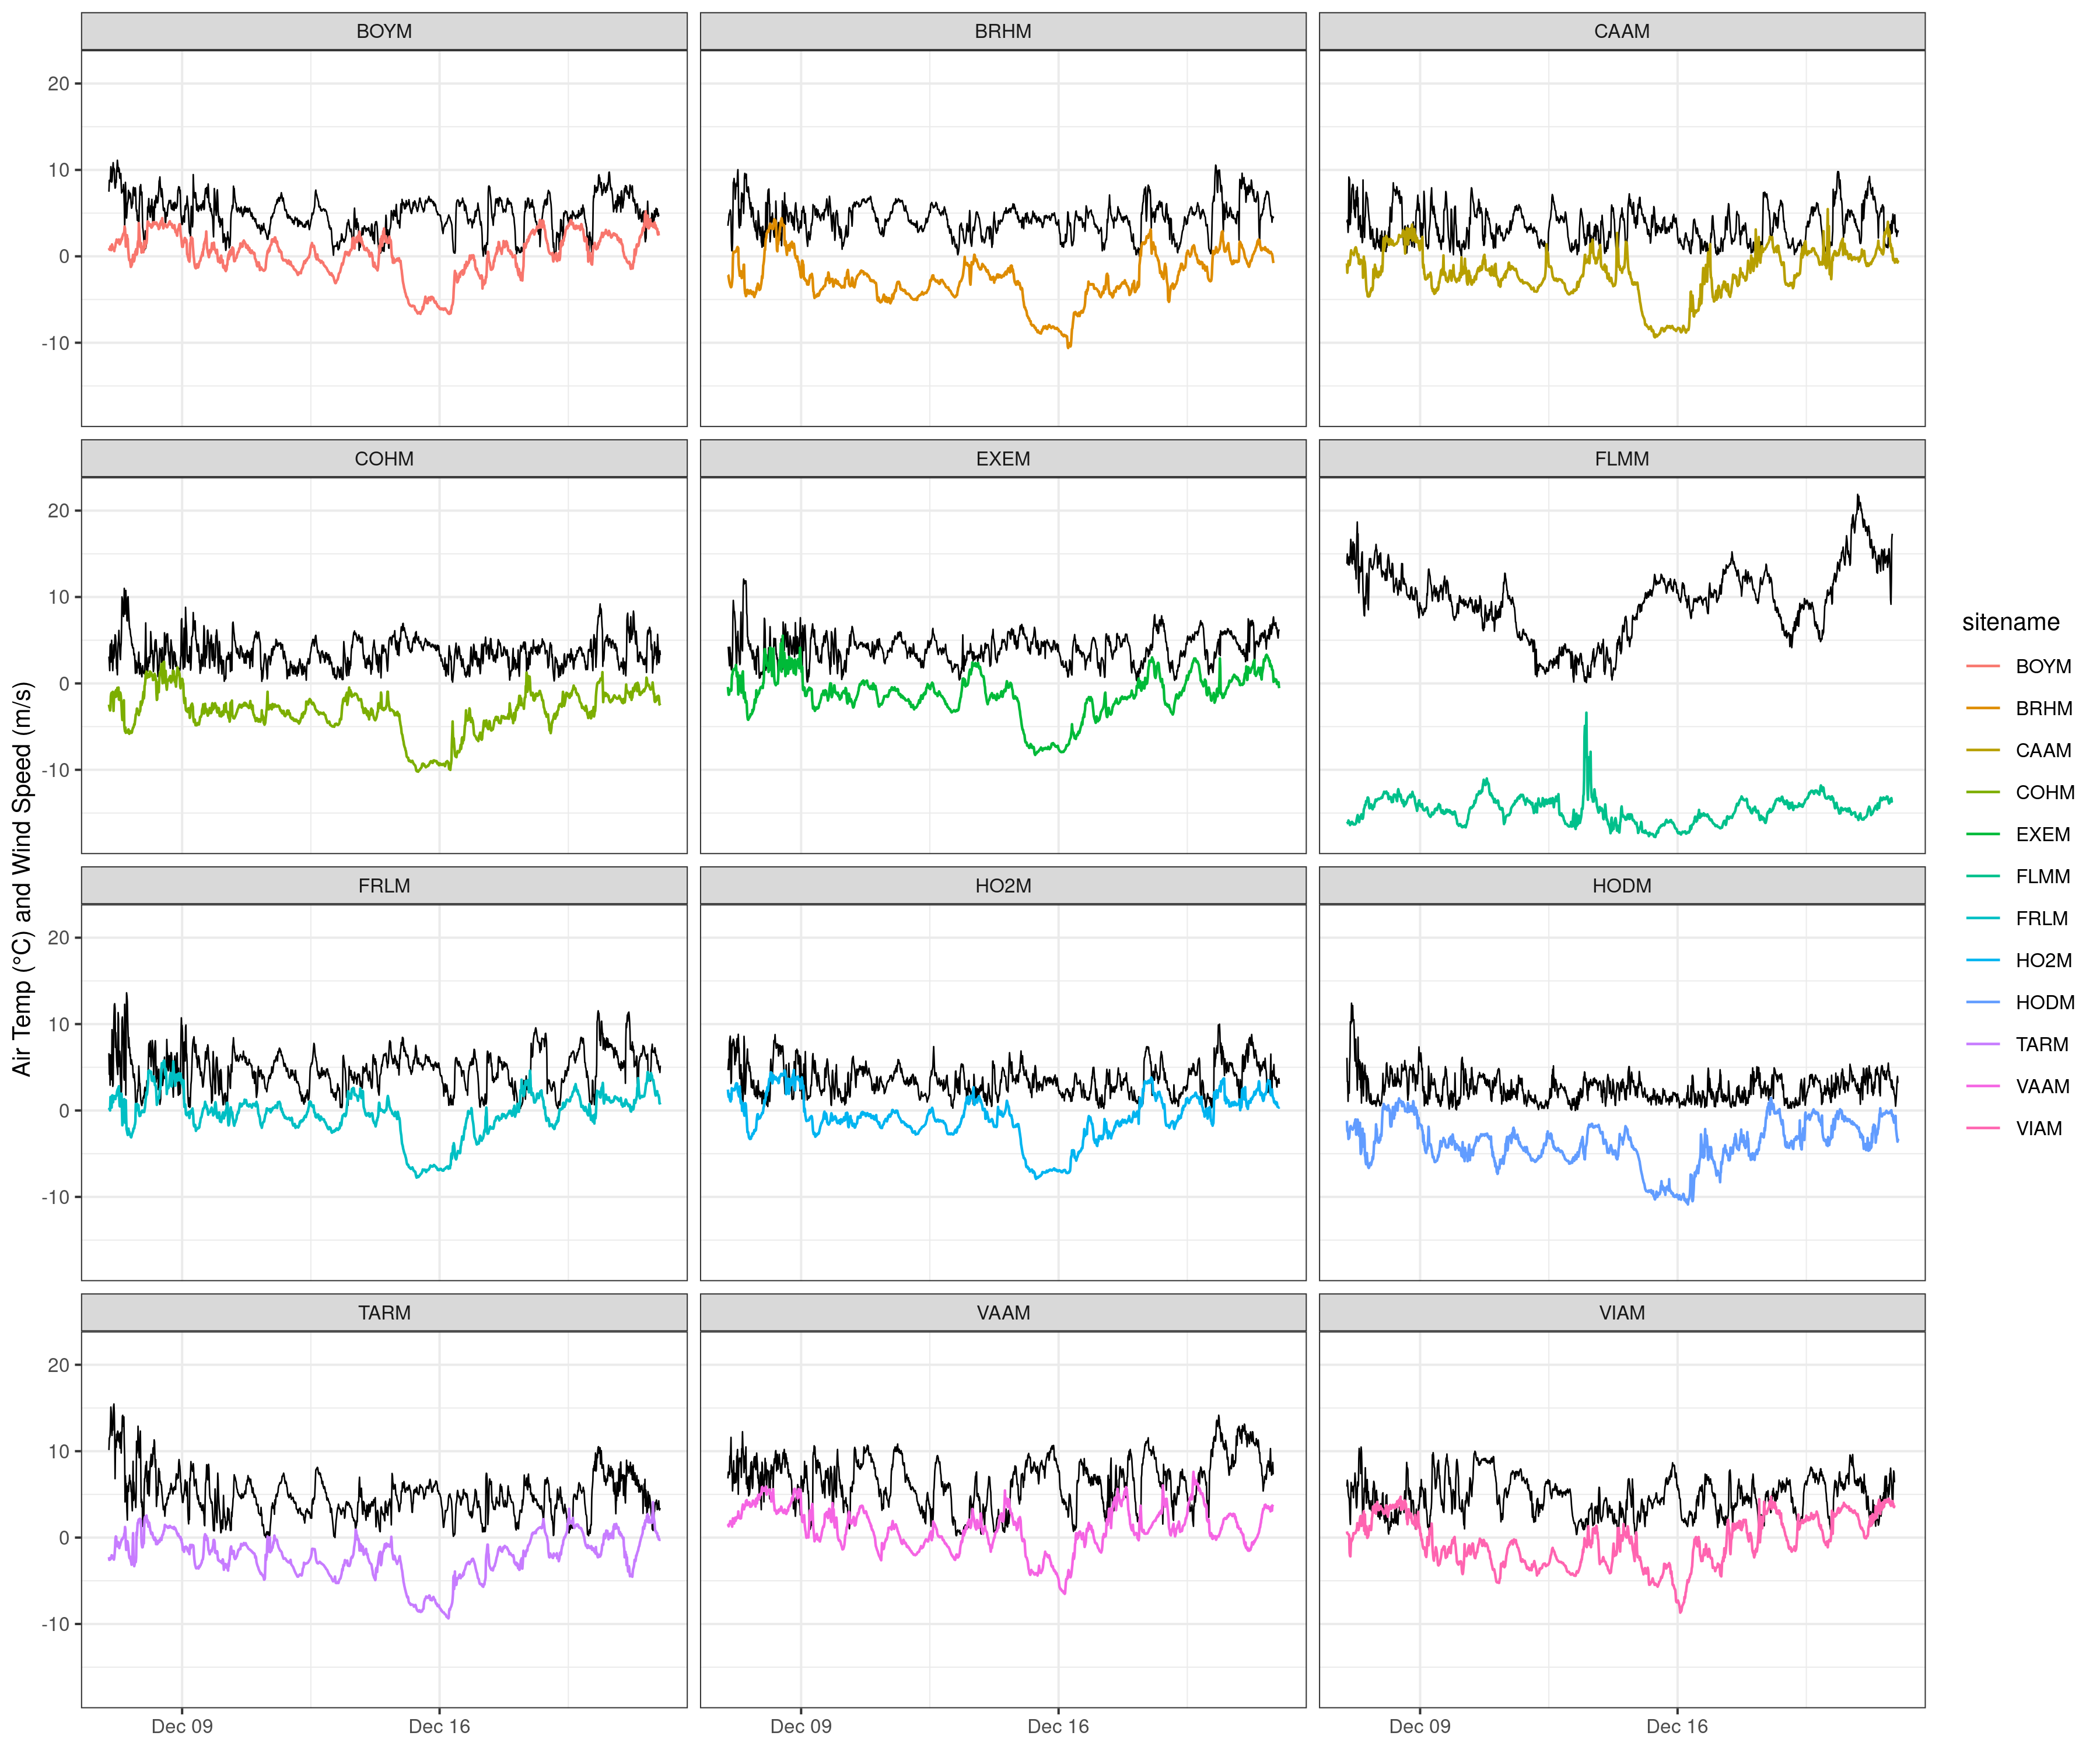 BOYM BRHM CAAM
20
10
0
-10
COHM EXEM FLMM
20
10
0
-10
FRLM HO2M HODM
20
10
0
-10
TARM VAAM VIAM
20
10
0
-10
Dec 09 Dec 16 Dec 09 Dec 16 Dec 09 Dec 16
Air Temp (°C) and Wind Speed (m/s)
sitename
BOYM
BRHM
CAAM
COHM
EXEM
FLMM
FRLM
HO2M
HODM
TARM
VAAM
VIAM